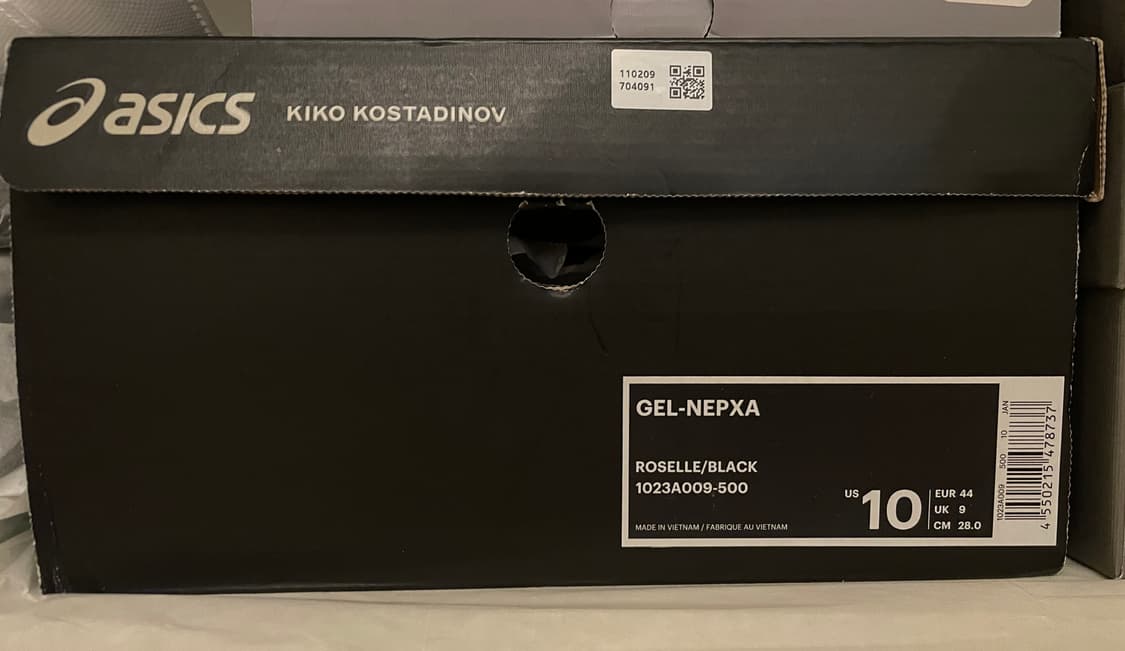 asics KIKO KOSTADINOV
110209
704091
GEL-NEPXA
ROSELLE/BLACK
1023A009-500
MADE IN VIETNAM / FABRIQUE AU VIETNAM
US 10
EUR 44
UK 9
CM 28.0
1023A009 500 10 JAN
4 550215 478737